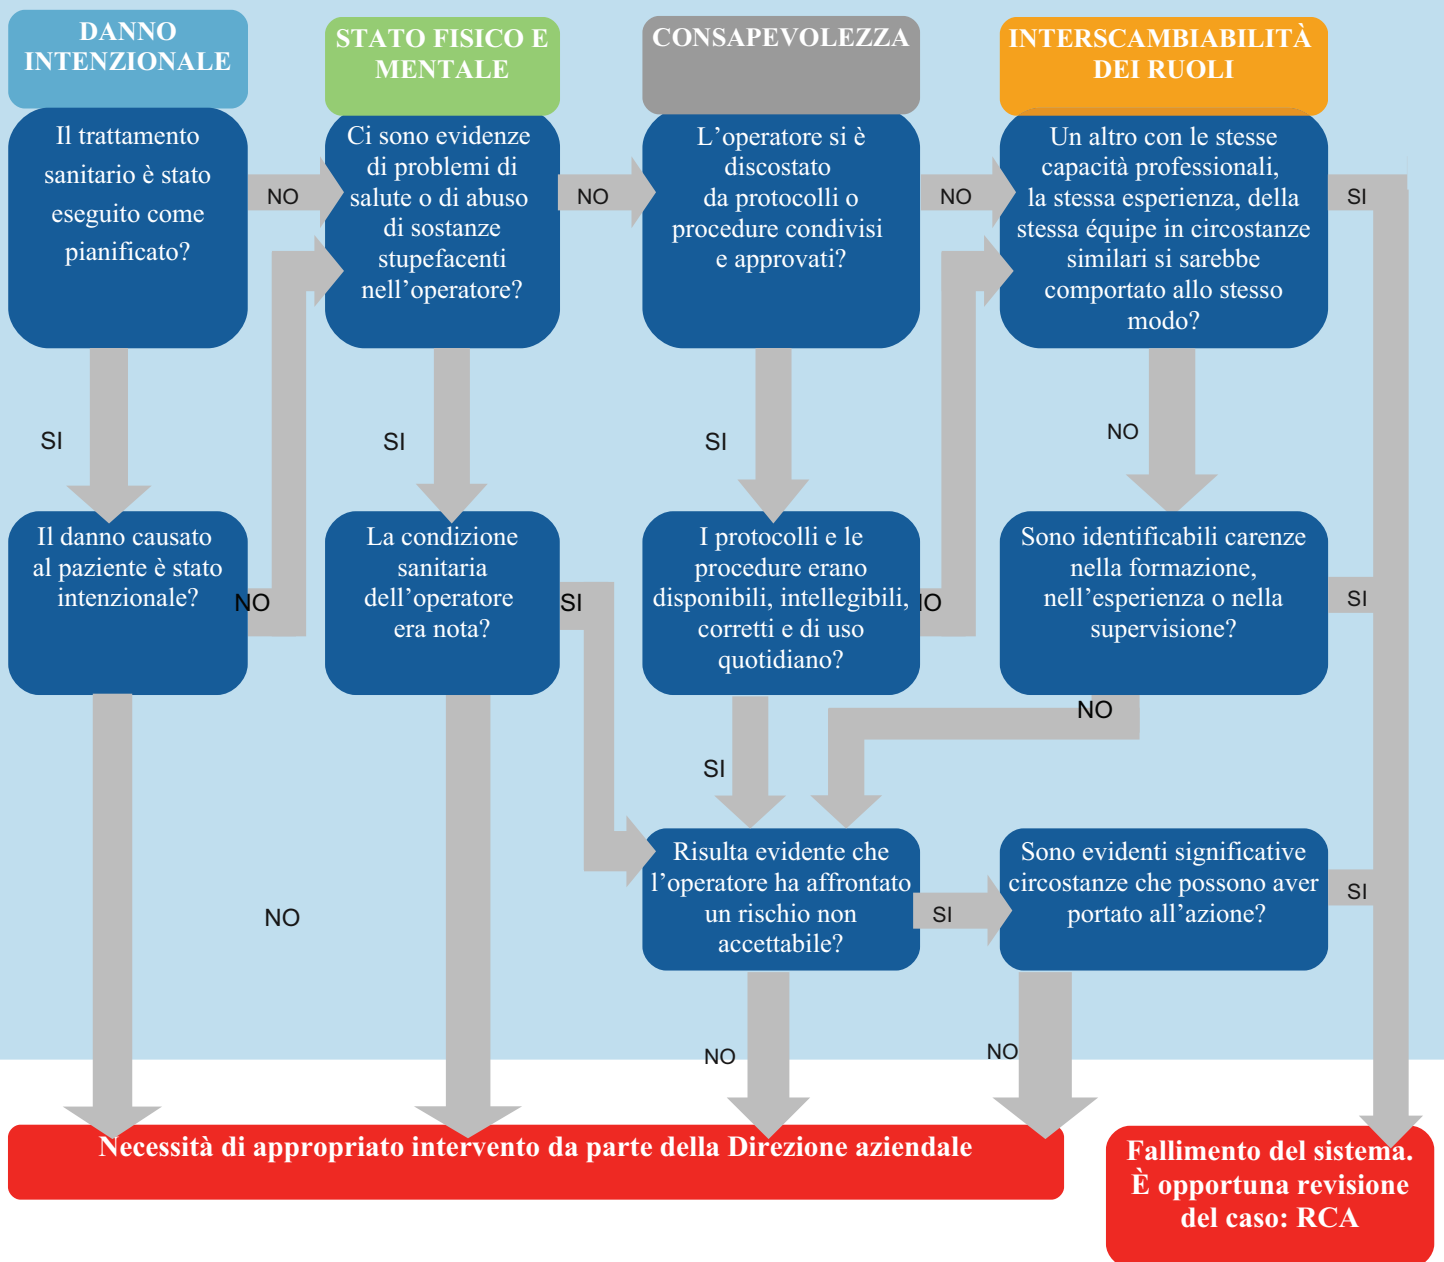 DANNO
INTENZIONALE
STATO FISICO E
MENTALE
CONSAPEVOLEZZA
INTERSCAMBIABILITÀ
DEI RUOLI
Il trattamento
sanitario è stato
eseguito come
pianificato?
NO
Ci sono evidenze
di problemi di
salute o di abuso
di sostanze
stupefacenti
nell’operatore?
NO
L’operatore si è
discostato
da protocolli o
procedure condivisi
e approvati?
NO
Un altro con le stesse
capacità professionali,
la stessa esperienza, della
stessa équipe in circostanze
similari si sarebbe
comportato allo stesso
modo?
SI
SI
SI
SI
NO
Il danno causato
al paziente è stato
intenzionale?
NO
La condizione
sanitaria
dell’operatore
era nota?
SI
I protocolli e le
procedure erano
disponibili, intellegibili,
corretti e di uso
quotidiano?
NO
Sono identificabili carenze
nella formazione,
nell’esperienza o nella
supervisione?
SI
NO
SI
Risulta evidente che
l’operatore ha affrontato
un rischio non
accettabile?
SI
Sono evidenti significative
circostanze che possono aver
portato all’azione?
SI
NO
NO
NO
Necessità di appropriato intervento da parte della Direzione aziendale
Fallimento del sistema.
È opportuna revisione
del caso: RCA